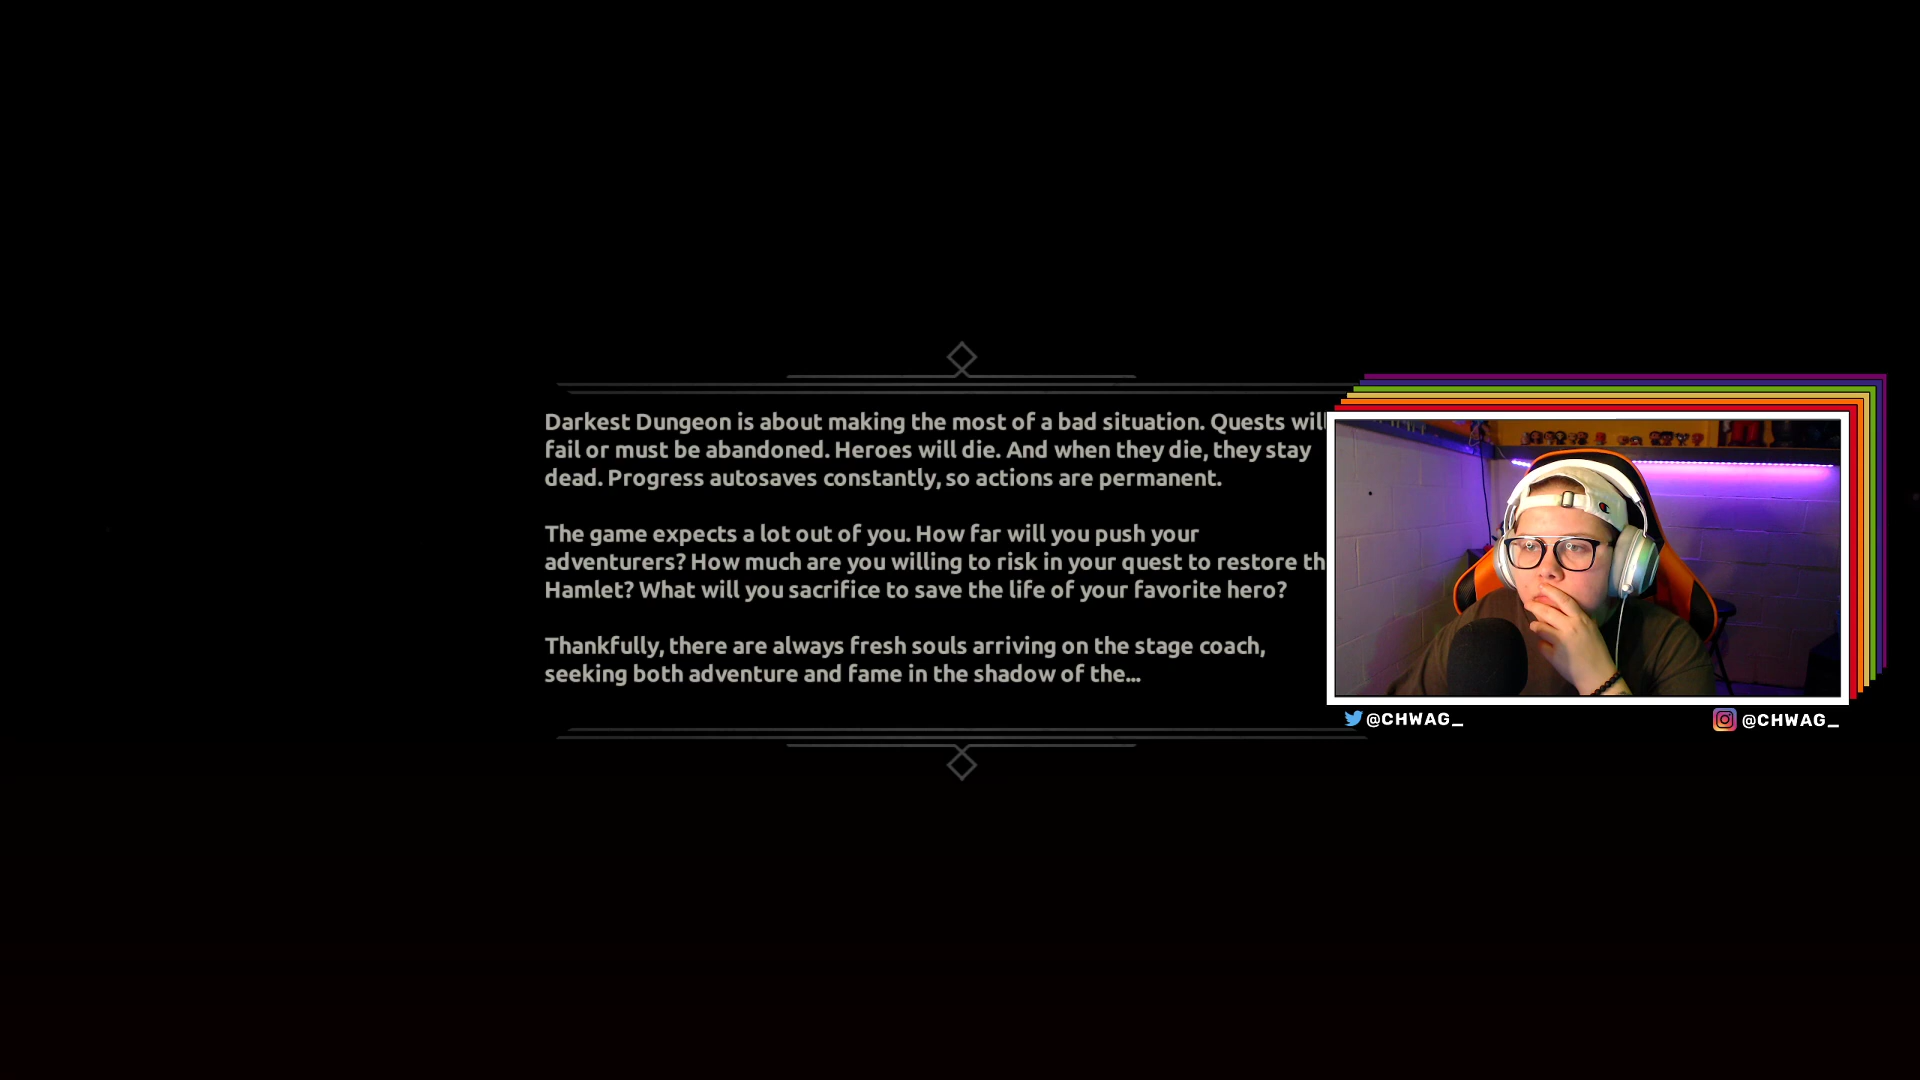 Darkest Dungeon is about making the most of a bad situation. Quests will
fail or must be abandoned. Heroes will die. And when they die, they stay
dead. Progress autosaves constantly, so actions are permanent.
The game expects a lot out of you. How far will you push your
adventurers? How much are you willing to risk in your quest to restore th
Hamlet? What will you sacrifice to save the life of your favorite hero?
Thankfully, there are always fresh souls arriving on the stage coach,
seeking both adventure and fame in the shadow of the...
@CHWAG_
@CHWAG_